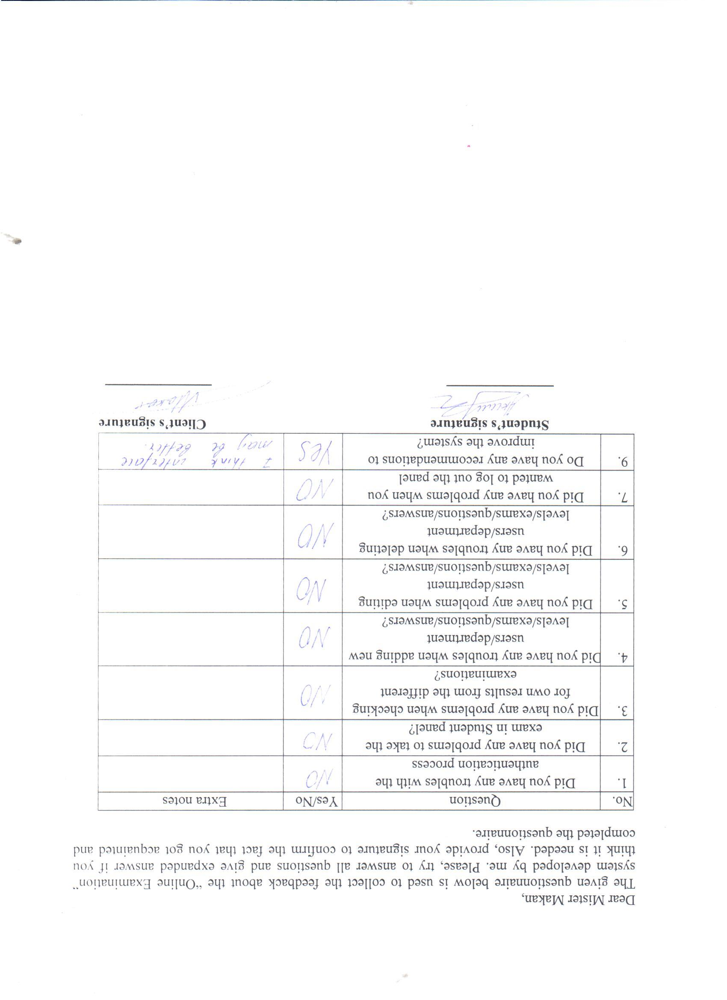 Dear Mister Makan,
The given questionnaire below is used to collect the feedback about the “Online Examination”
system developed by me. Please, try to answer all questions and give expanded answer if you
think it is needed. Also, provide your signature to confirm the fact that you got acquainted and
completed the questionnaire.
No. Question Yes/No Extra notes
1. Did you have any troubles with the
authentication process
NO
2. Did you have any problems to take the
exam in Student panel?
NO
3. Did you have any problems when checking
for own results from the different
examinations?
NO
4. Did you have any troubles when adding new
users/department
levels/exams/questions/answers?
NO
5. Did you have any problems when editing
users/department
levels/exams/questions/answers?
NO
6. Did you have any troubles when deleting
users/department
levels/exams/questions/answers?
NO
7. Did you have any problems when you
wanted to log out the panel
NO
9. Do you have any recommendations to
improve the system?
YES
I think interface
may be better.
Student’s signature Client’s signature